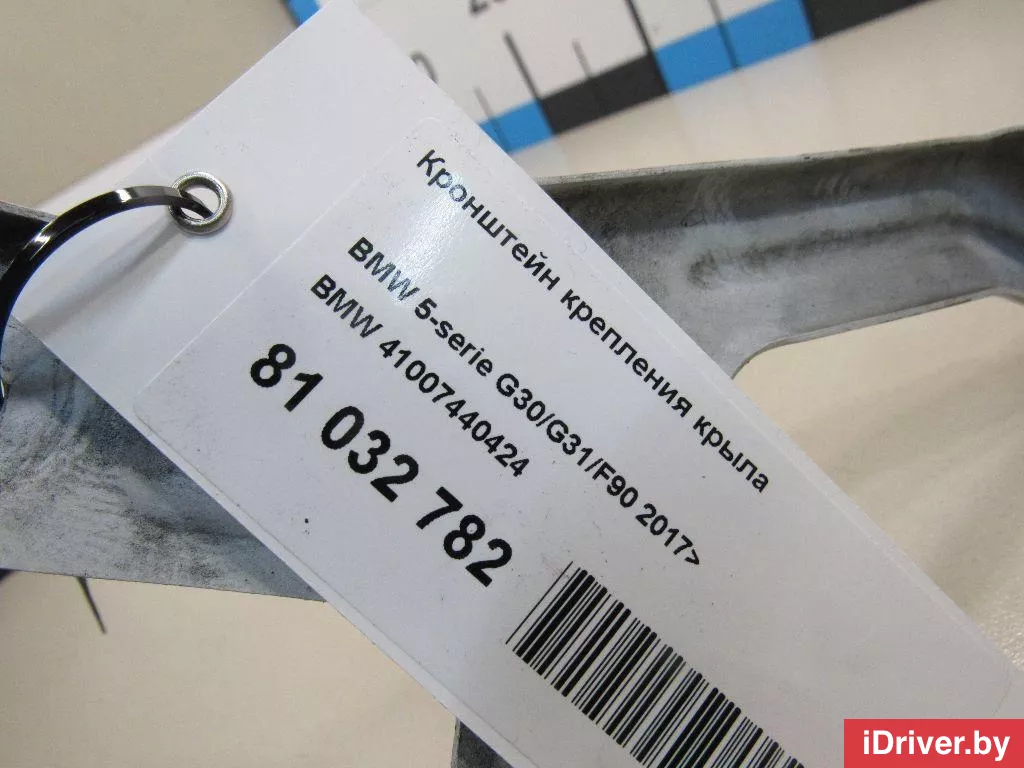 Кронштейн крепления крыла
BMW 5-serie G30/G31/F90 2017>
BMW 41007440424
81 032 782
iDriver.by